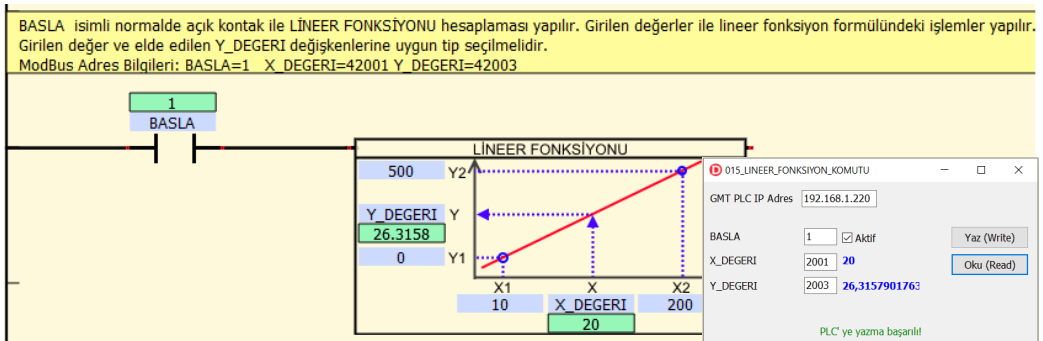 BASLA isimli normalde açık kontak ile LİNEER FONKSİYONU hesaplaması yapılır. Girilen değerler ile lineer fonksiyon formülündeki işlemler yapılır.
Girilen değer ve elde edilen Y_DEGERI değişkenlerine uygun tip seçilmelidir.
ModBus Adres Bilgileri: BASLA=1 X_DEGERI=42001 Y_DEGERI=42003
1
BASLA
LİNEER FONKSİYONU
500 Y2
Y_DEGERI Y
26.3158
0 Y1
X1 X X2
10 X_DEGERI 200
20
015_LINEER_FONKSIYON_KOMUTU
GMT PLC IP Adres 192.168.1.220
BASLA 1 Aktif Yaz (Write)
X_DEGERI 2001 20 Oku (Read)
Y_DEGERI 2003 26,3157901763
PLC' ye yazma başarılı!